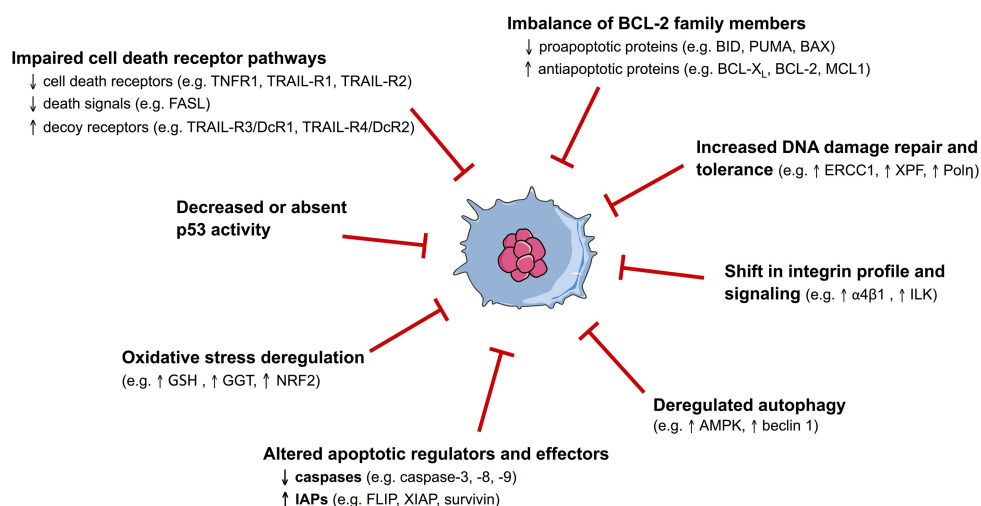 Imbalance of BCL-2 family members
↓ proapoptotic proteins (e.g. BID, PUMA, BAX)
↑ antiapoptotic proteins (e.g. BCL-XL, BCL-2, MCL1)
Impaired cell death receptor pathways
↓ cell death receptors (e.g. TNFR1, TRAIL-R1, TRAIL-R2)
↓ death signals (e.g. FASL)
↑ decoy receptors (e.g. TRAIL-R3/DcR1, TRAIL-R4/DcR2)
Increased DNA damage repair and
tolerance (e.g. ↑ ERCC1, ↑ XPF, ↑ Polη)
Decreased or absent
p53 activity
Shift in integrin profile and
signaling (e.g. ↑ α4β1 , ↑ ILK)
Oxidative stress deregulation
(e.g. ↑ GSH , ↑ GGT, ↑ NRF2)
Deregulated autophagy
(e.g. ↑ AMPK, ↑ beclin 1)
Altered apoptotic regulators and effectors
↓ caspases (e.g. caspase-3, -8, -9)
↑ IAPs (e.g. FLIP, XIAP, survivin)